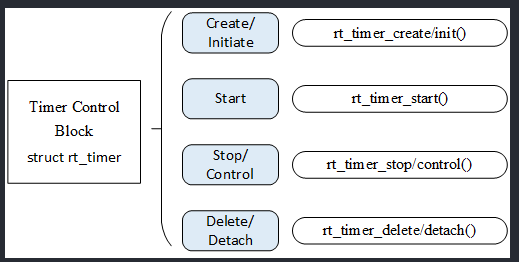 Create/
Initiate
rt_timer_create/init()
Timer Control
Block
struct rt_timer
Start
rt_timer_start()
Stop/
Control
rt_timer_stop/control()
Delete/
Detach
rt_timer_delete/detach()